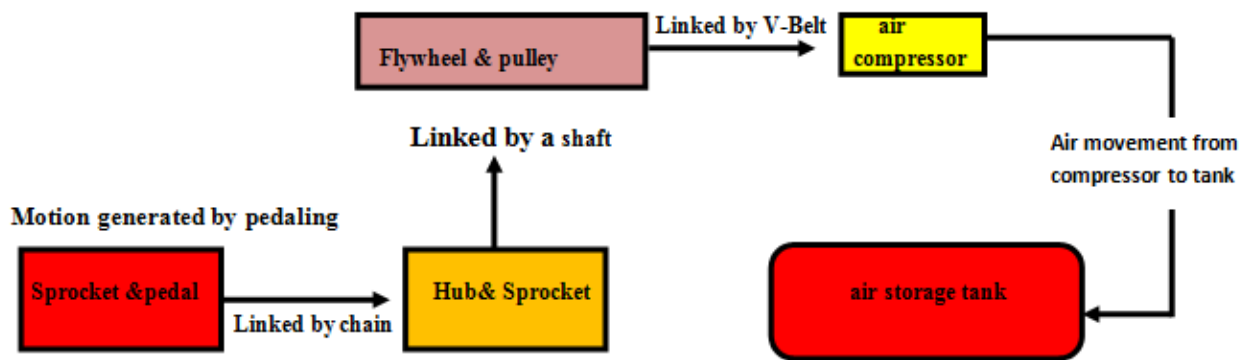 Linked by V-Belt
air
compressor
Flywheel & pulley
Linked by a shaft
Air movement from
compressor to tank
Motion generated by pedaling
Sprocket &pedal
Hub& Sprocket
air storage tank
Linked by chain